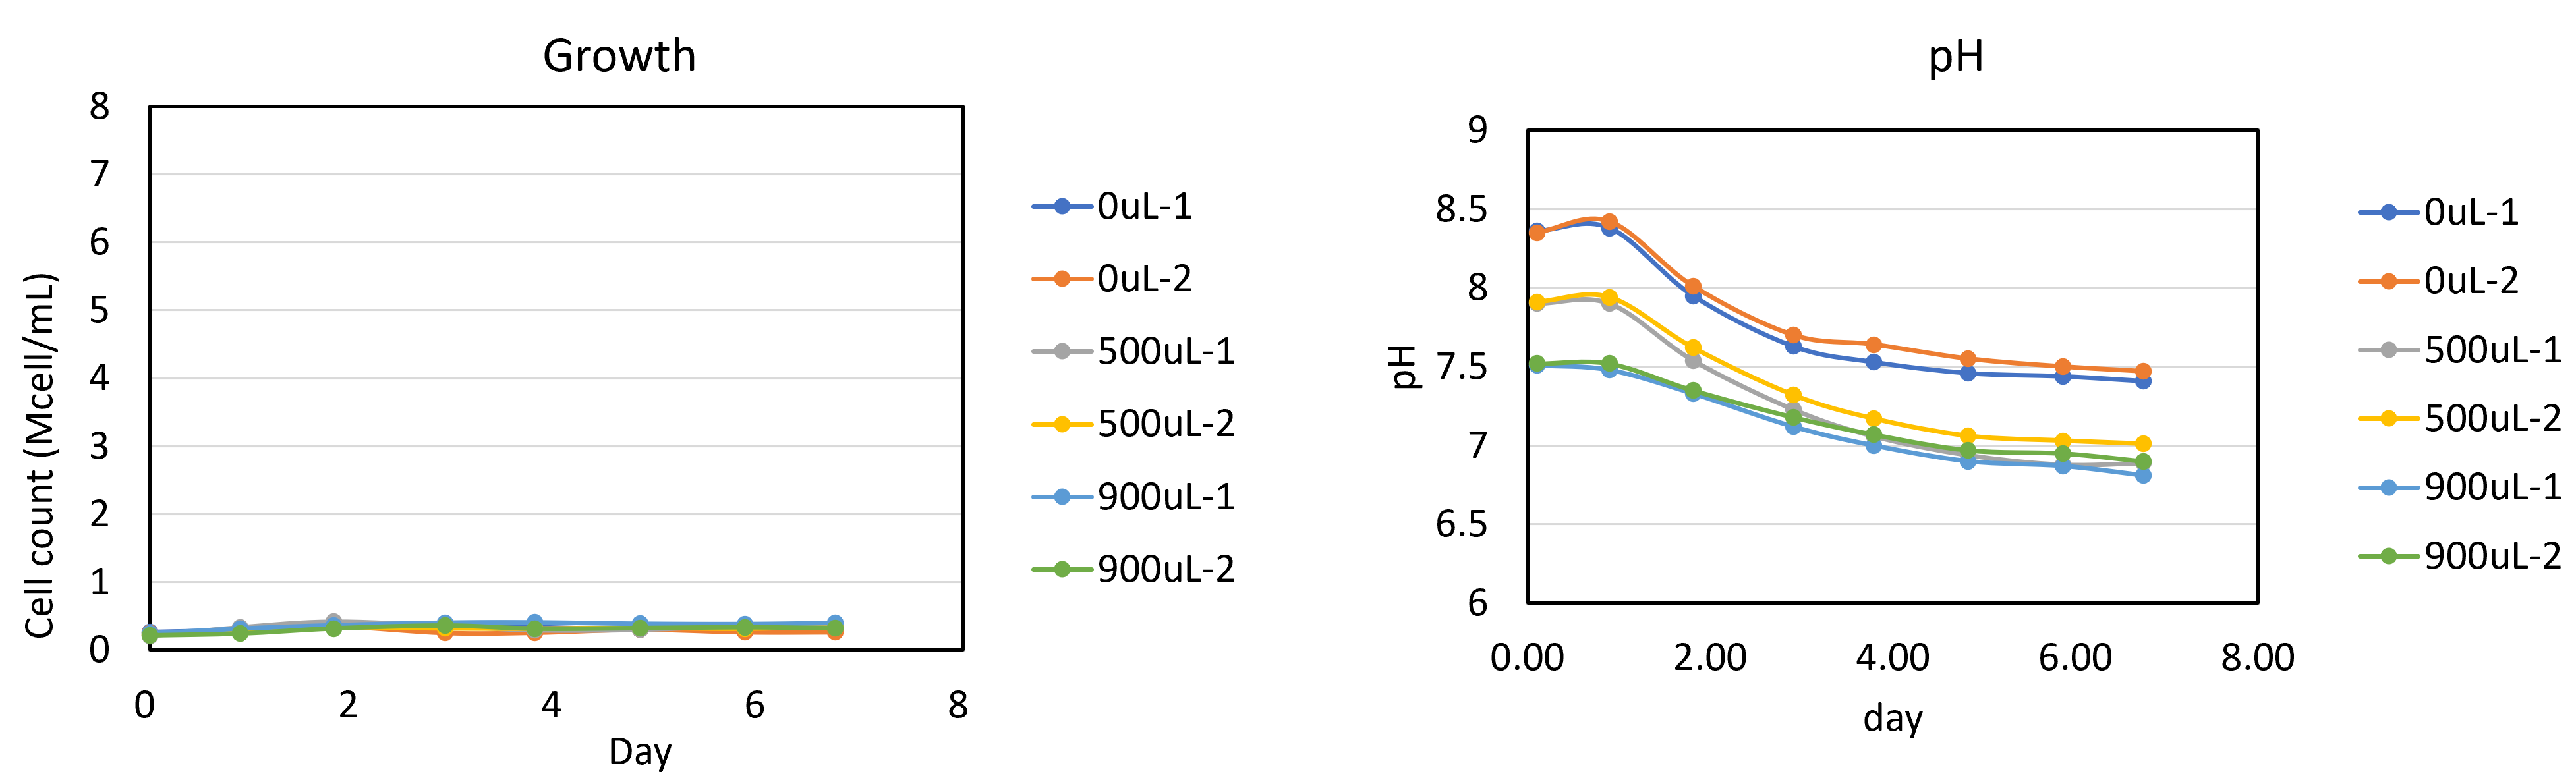 Growth
8
7
6
5
4
3
2
1
0
Cell count (Mcell/mL)
0 2 4 6 8
Day
0uL-1
0uL-2
500uL-1
500uL-2
900uL-1
900uL-2
pH
9
8.5
8
7.5
7
6.5
6
pH
0.00 2.00 4.00 6.00 8.00
day
0uL-1
0uL-2
500uL-1
500uL-2
900uL-1
900uL-2